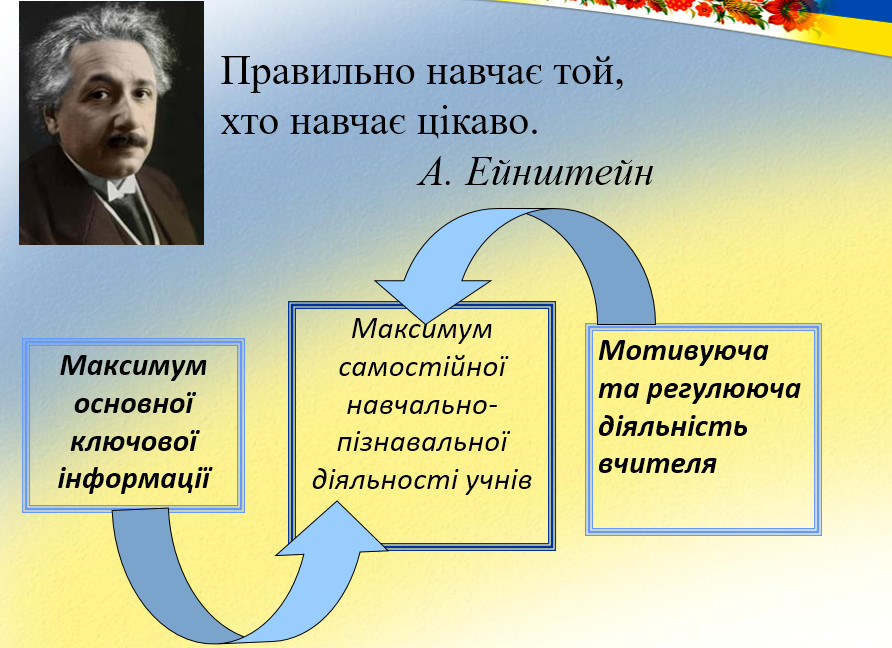 Правильно навчає той,
хто навчає цікаво.
А. Ейнштейн
Максимум
основної
ключової
інформації
Максимум
самостійної
навчально-
пізнавальної
діяльності учнів
Мотивуюча
та регулююча
діяльність
вчителя